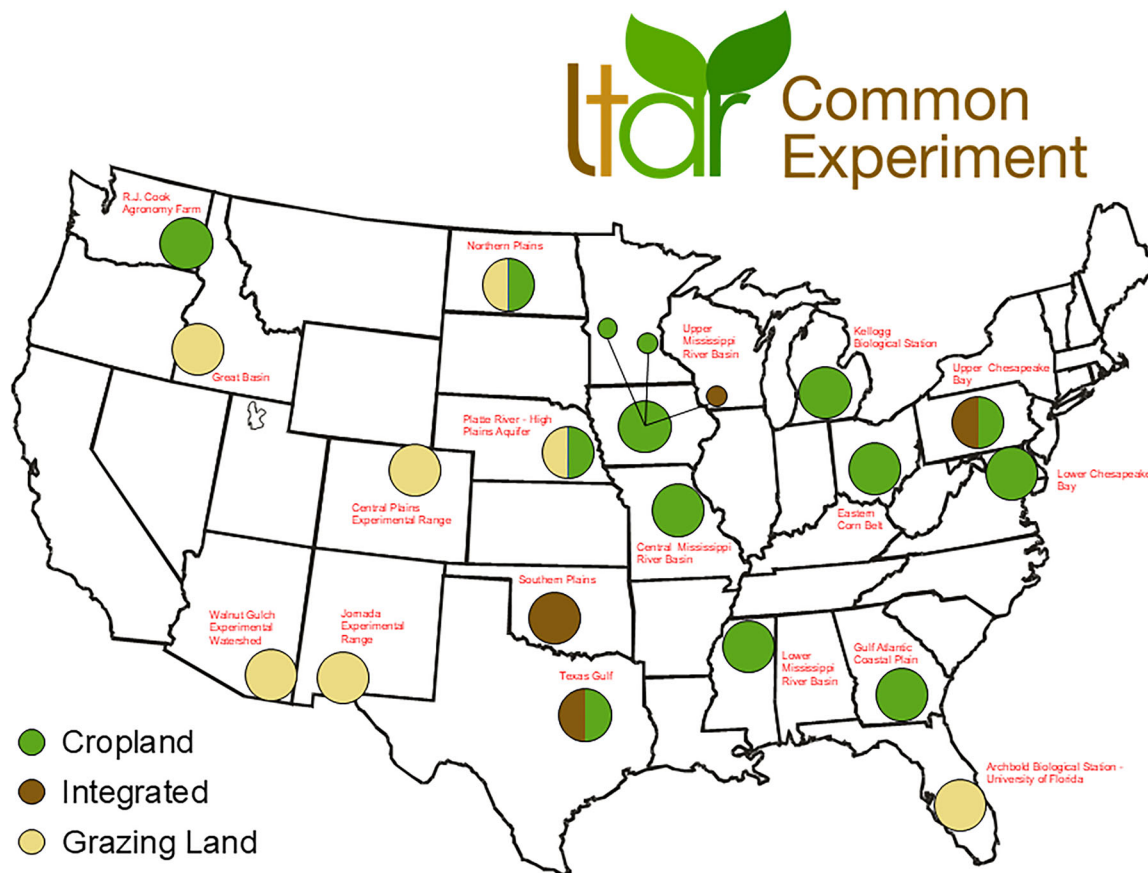 ltar
Common
Experiment
R.J. Cook
Agronomy Farm
Northern Plains
Great Basin
Upper
Mississippi
River Basin
Kellogg
Biological Station
Upper Chesapeake
Bay
Platte River - High
Plains Aquifer
Central Plains
Experimental Range
Lower Chesapeake
Bay
Eastern
Corn Belt
Central Mississippi
River Basin
Southern Plains
Walnut Gulch
Experimental
Watershed
Jornada
Experimental
Range
Texas Gulf
Lower
Mississippi
River Basin
Gulf Atlantic
Coastal Plain
Archbold Biological Station -
University of Florida
Cropland
Integrated
Grazing Land